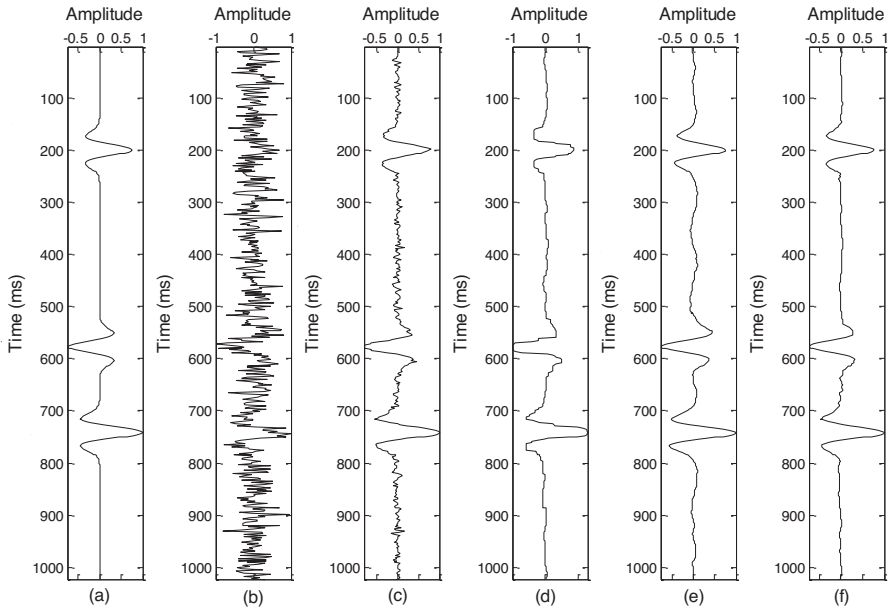 Amplitude Amplitude Amplitude Amplitude Amplitude Amplitude
-0.5 0 0.5 1 -1 0 1 -0.5 0 0.5 1 -1 0 1 -0.5 0 0.5 1 -0.5 0 0.5 1
100 100 100 100 100 100
200 200 200 200 200 200
300 300 300 300 300 300
400 400 400 400 400 400
500 500 500 500 500 500
600 600 600 600 600 600
700 700 700 700 700 700
800 800 800 800 800 800
900 900 900 900 900 900
1000 1000 1000 1000 1000 1000
Time (ms) Time (ms) Time (ms) Time (ms) Time (ms) Time (ms)
(a) (b) (c) (d) (e) (f)